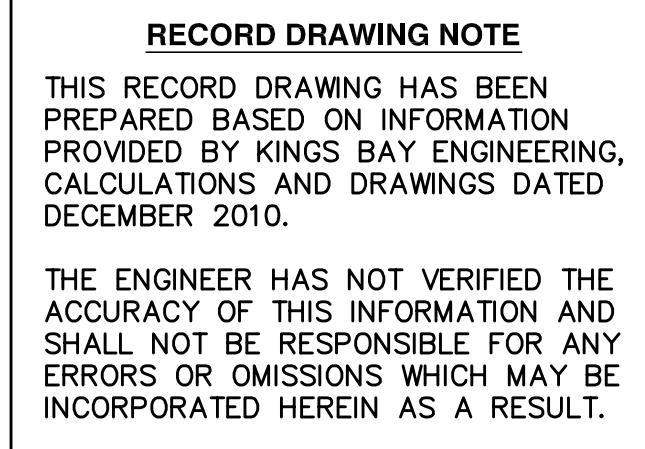 RECORD DRAWING NOTE
THIS RECORD DRAWING HAS BEEN
PREPARED BASED ON INFORMATION
PROVIDED BY KINGS BAY ENGINEERING,
CALCULATIONS AND DRAWINGS DATED
DECEMBER 2010.
THE ENGINEER HAS NOT VERIFIED THE
ACCURACY OF THIS INFORMATION AND
SHALL NOT BE RESPONSIBLE FOR ANY
ERRORS OR OMISSIONS WHICH MAY BE
INCORPORATED HEREIN AS A RESULT.